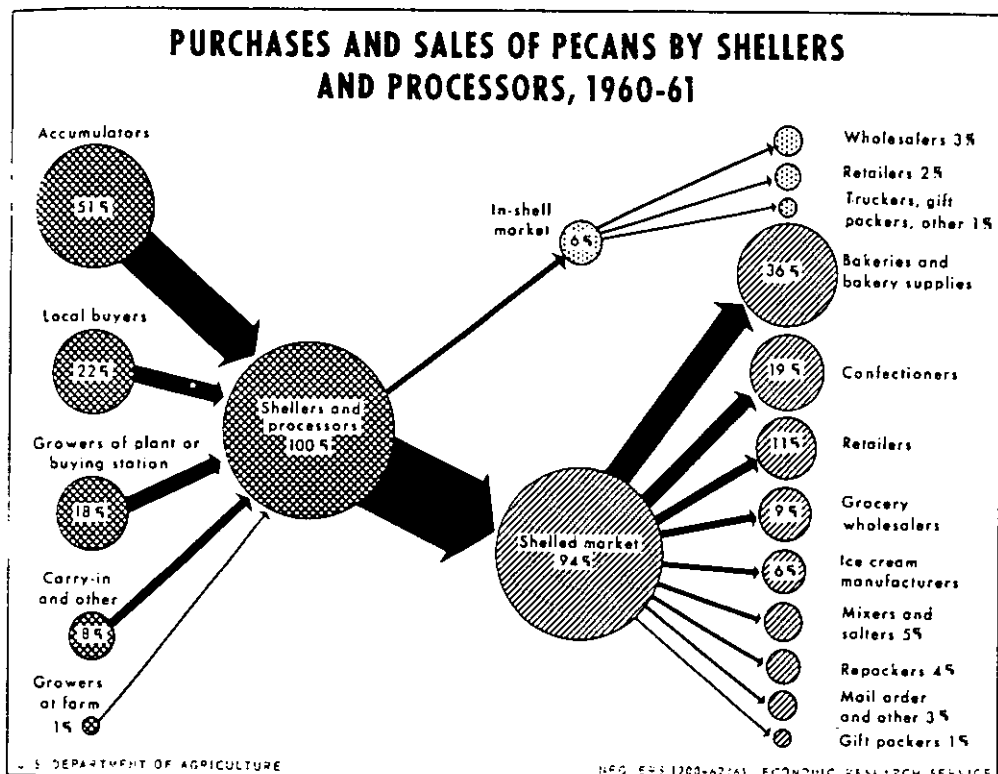 PURCHASES AND SALES OF PECANS BY SHELLERS
AND PROCESSORS, 1960-61
Accumulators
51%
Local buyers
22%
Growers of plant or
buying station
18%
Carry-in
and other
8%
Growers
at farm
1%
Shellers and
processors
100%
In-shell
market
6%
Wholesalers 3%
Retailers 2%
Truckers, gift
packers, other 1%
Shelled market
94%
36%
Bakeries and
bakery supplies
19%
Confectioners
11%
Retailers
9%
Grocery
wholesalers
6%
Ice cream
manufacturers
Mixers and
salters 5%
Repackers 4%
Mail order
and other 3%
Gift packers 1%
U.S. DEPARTMENT OF AGRICULTURE
NEG. ERS ECONOMIC RESEARCH SERVICE